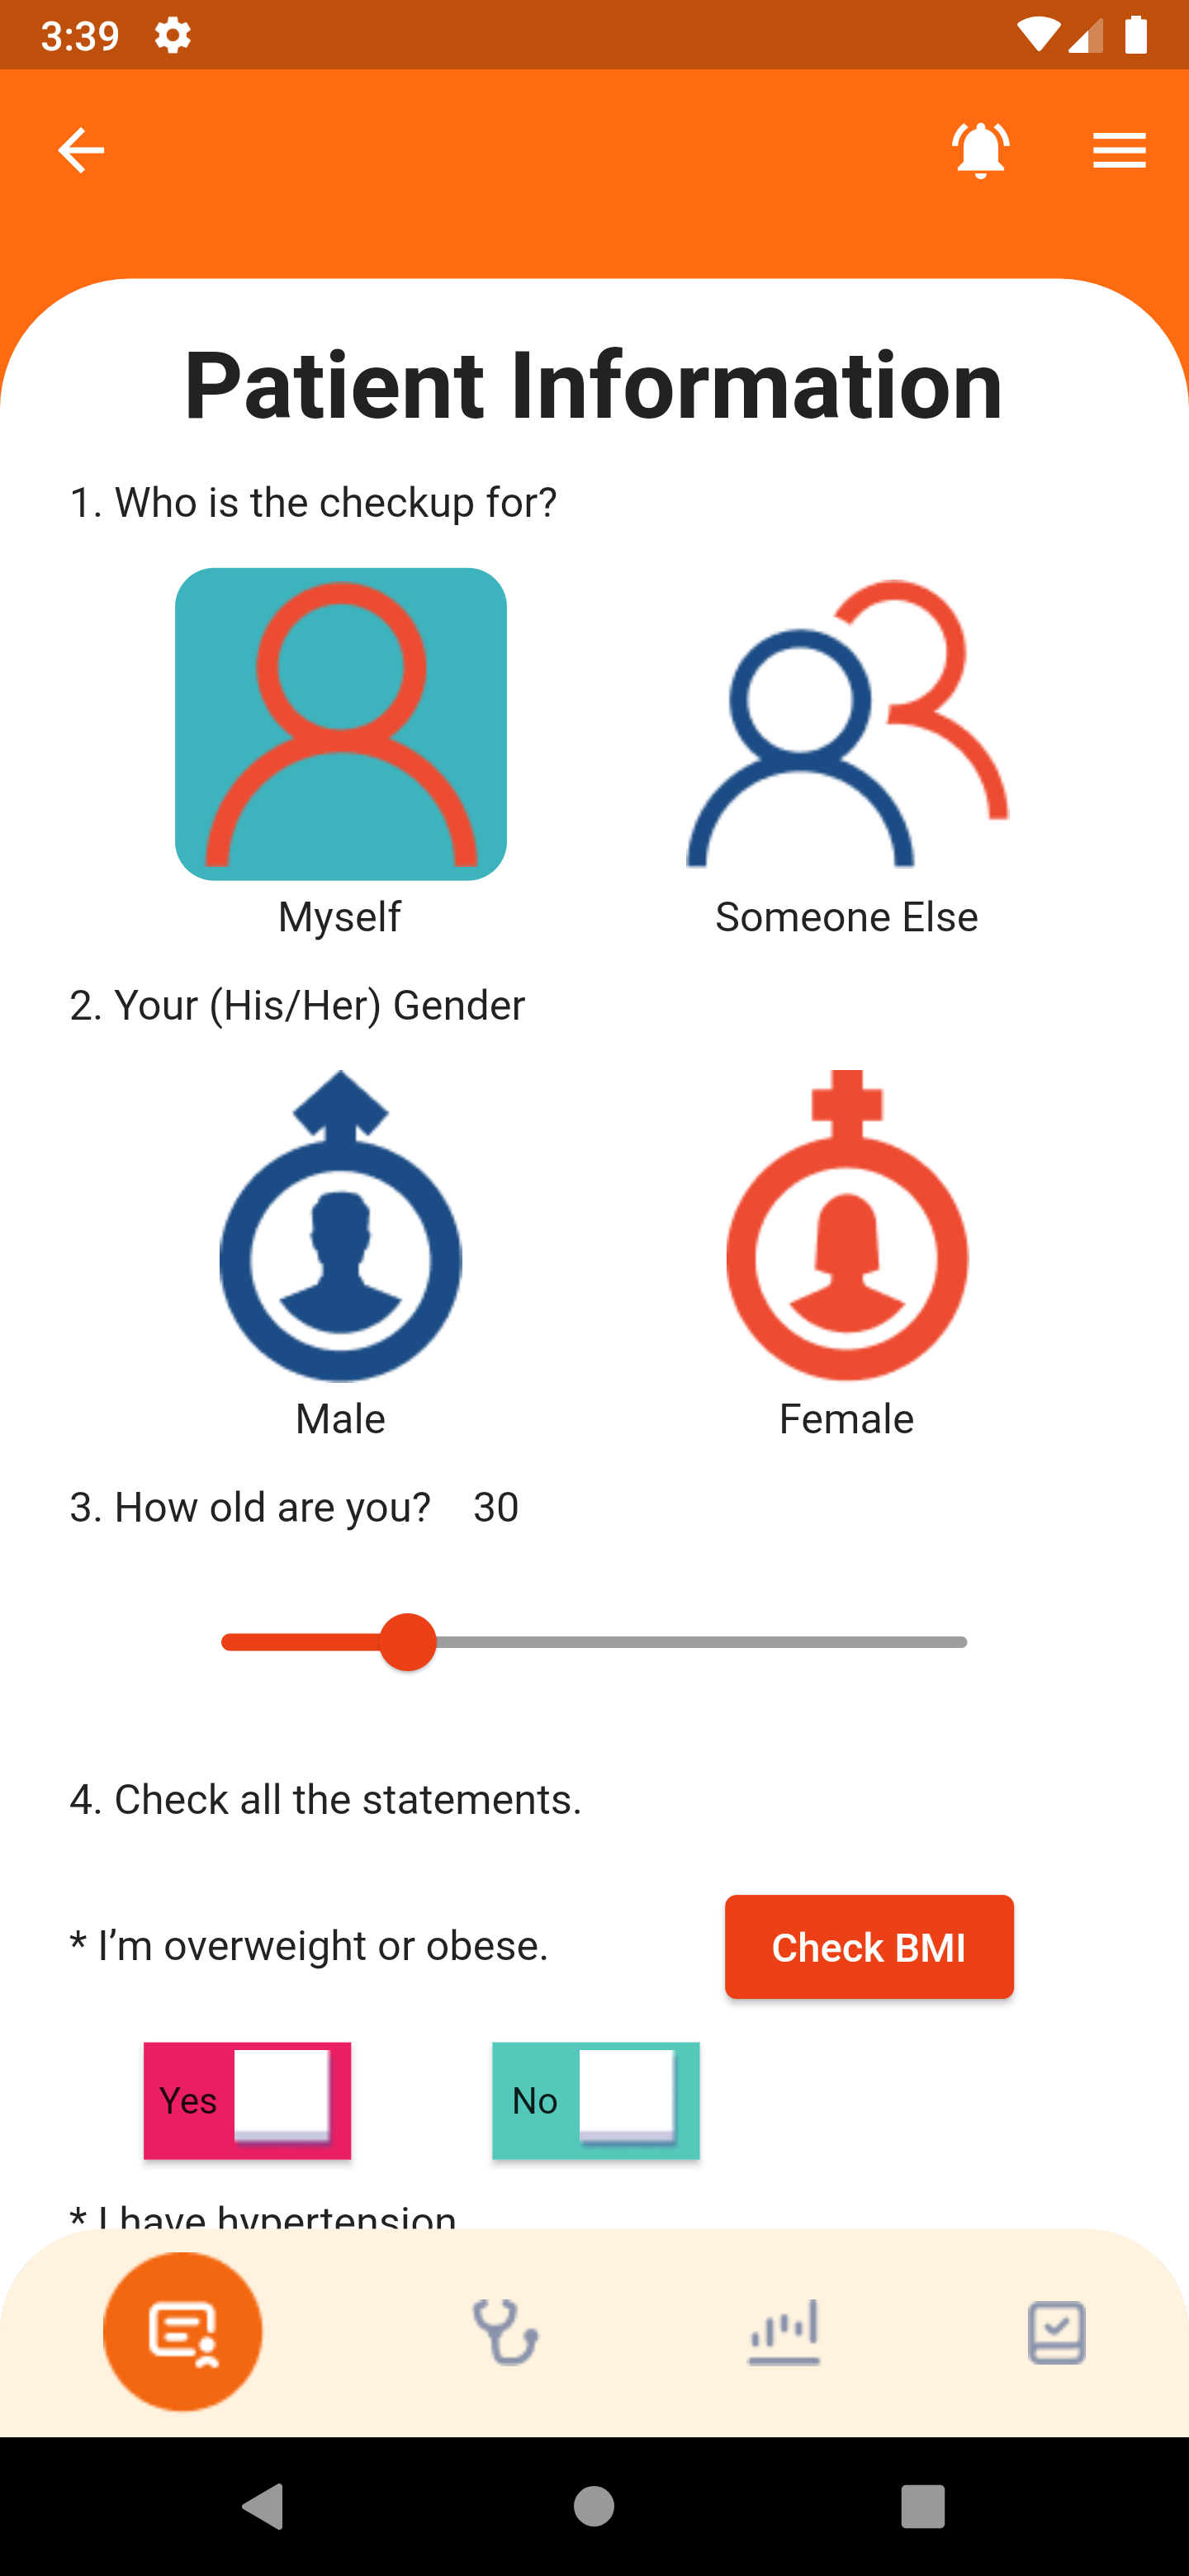 3:39
Patient Information
1. Who is the checkup for?
Myself Someone Else
2. Your (His/Her) Gender
Male Female
3. How old are you? 30
4. Check all the statements.
* I’m overweight or obese. Check BMI
Yes No
* I have hypertension